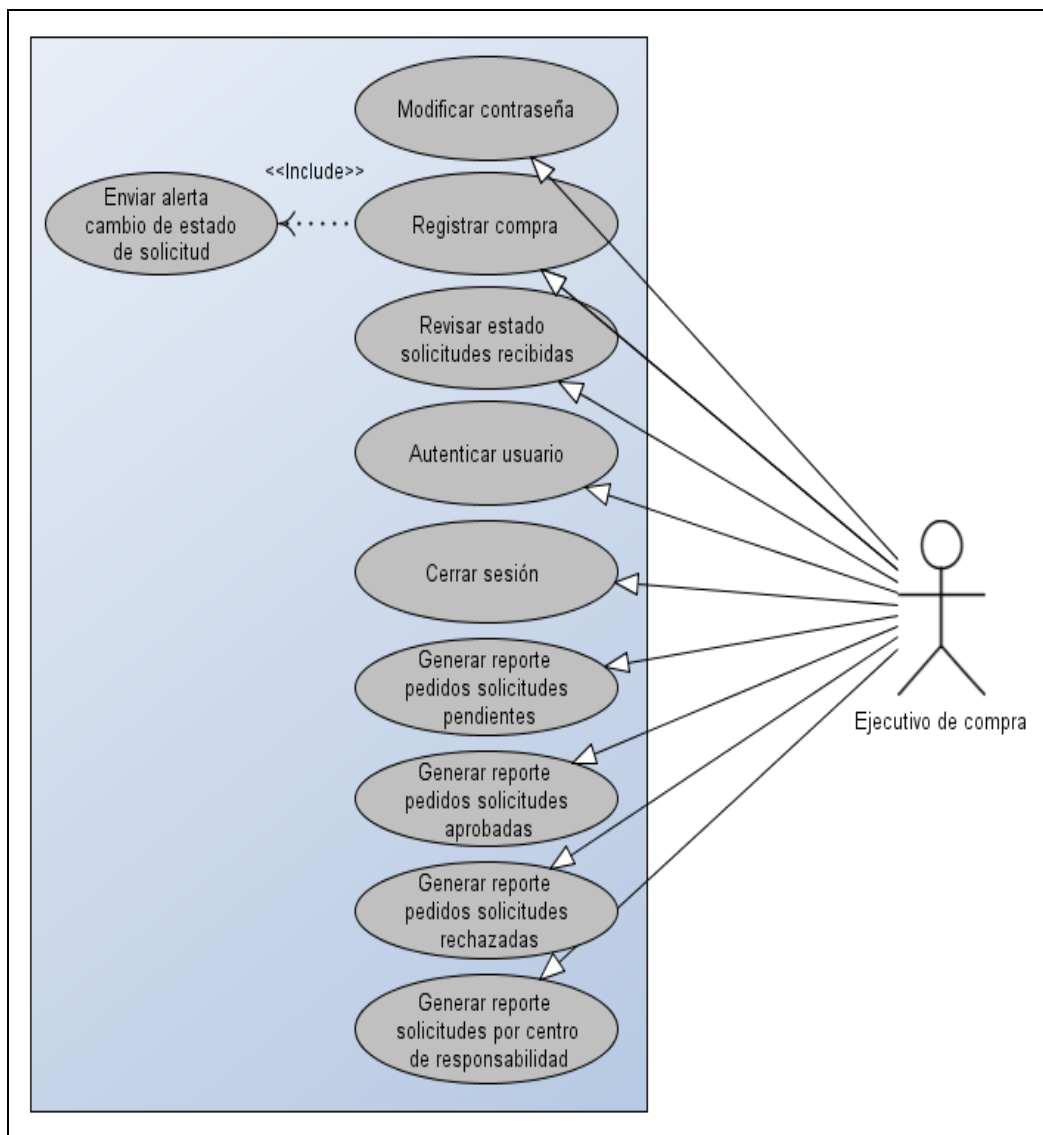 Modificar contraseña
<<Include>>
Enviar alerta
cambio de estado
de solicitud
Registrar compra
Revisar estado
solicitudes recibidas
Autenticar usuario
Cerrar sesión
Generar reporte
pedidos solicitudes
pendientes
Ejecutivo de compra
Generar reporte
pedidos solicitudes
aprobadas
Generar reporte
pedidos solicitudes
rechazadas
Generar reporte
solicitudes por centro
de responsabilidad